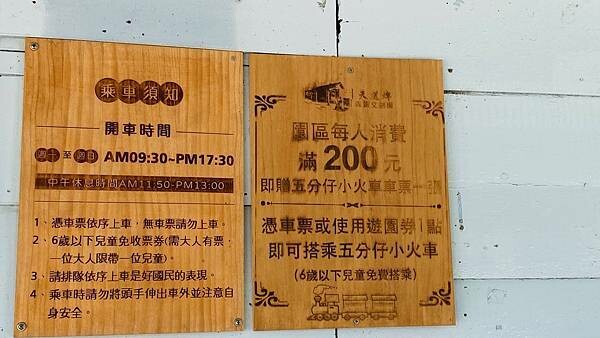 乘車須知
開車時間
週六至週日 AM09:30~PM17:30
中午休息時間AM11:50-PM13:00
1、憑車票依序上車，無車票請勿上車。
2、6歲以下兒童免收票券(需大人有票，
一位大人限帶一位兒童)。
3、請排隊依序上車是好國民的表現。
4、乘車時請勿將頭手伸出車外並注意自
身安全。
天差埤
園區每人消費
滿200元
即贈五分仔小火車車票一張
憑車票或使用遊園券1點
即可搭乘五分仔小火車
(6歲以下兒童免費搭乘)